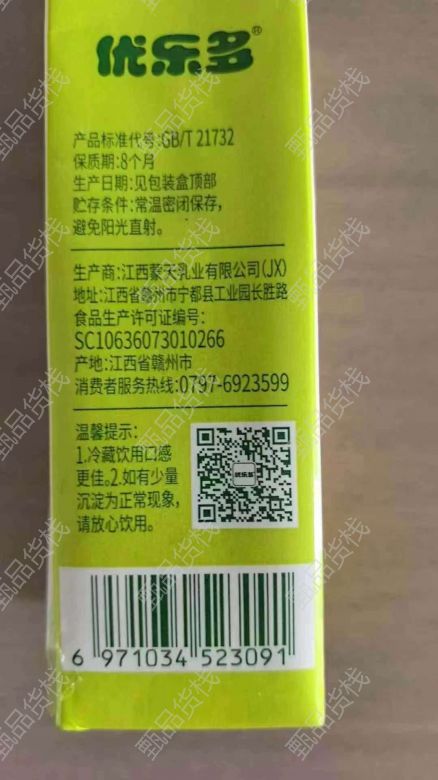 优乐多®
产品标准代号:GB/T 21732
保质期:8个月
生产日期:见包装盒顶部
贮存条件:常温密闭保存，
避免阳光直射。
生产商:江西蒙天乳业有限公司(JX)
地址:江西省赣州市宁都县工业园长胜路
食品生产许可证编号:
SC10636073010266
产地:江西省赣州市
消费者服务热线:0797-6923599
温馨提示:
1.冷藏饮用口感
更佳。2.如有少量
沉淀为正常现象，
请放心饮用。
优乐多
6 971034 523091
甄品货栈